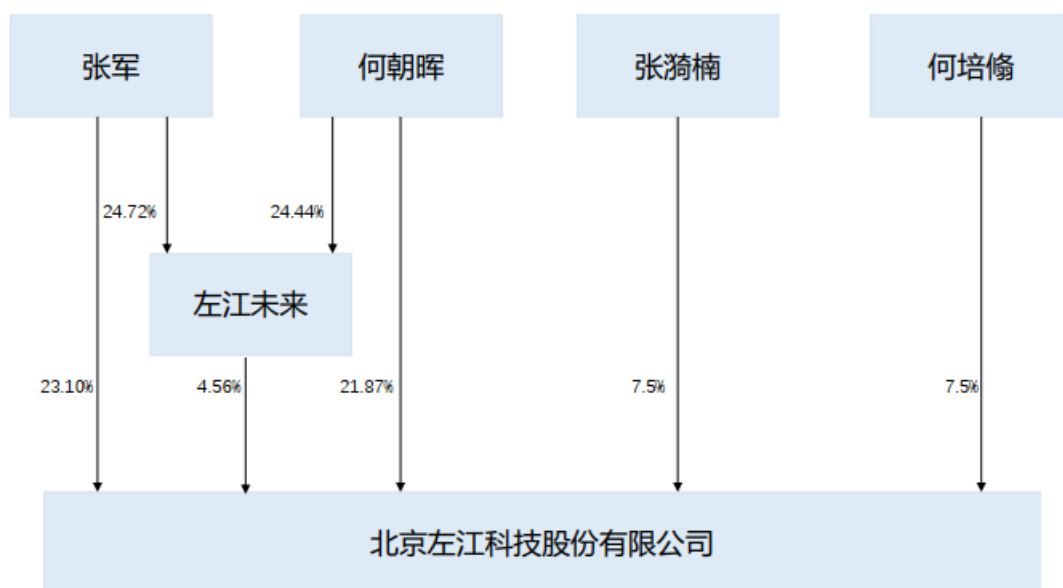 张军
何朝晖
张漪楠
何培翛
24.72%
24.44%
左江未来
23.10%
4.56%
21.87%
7.5%
7.5%
北京左江科技股份有限公司